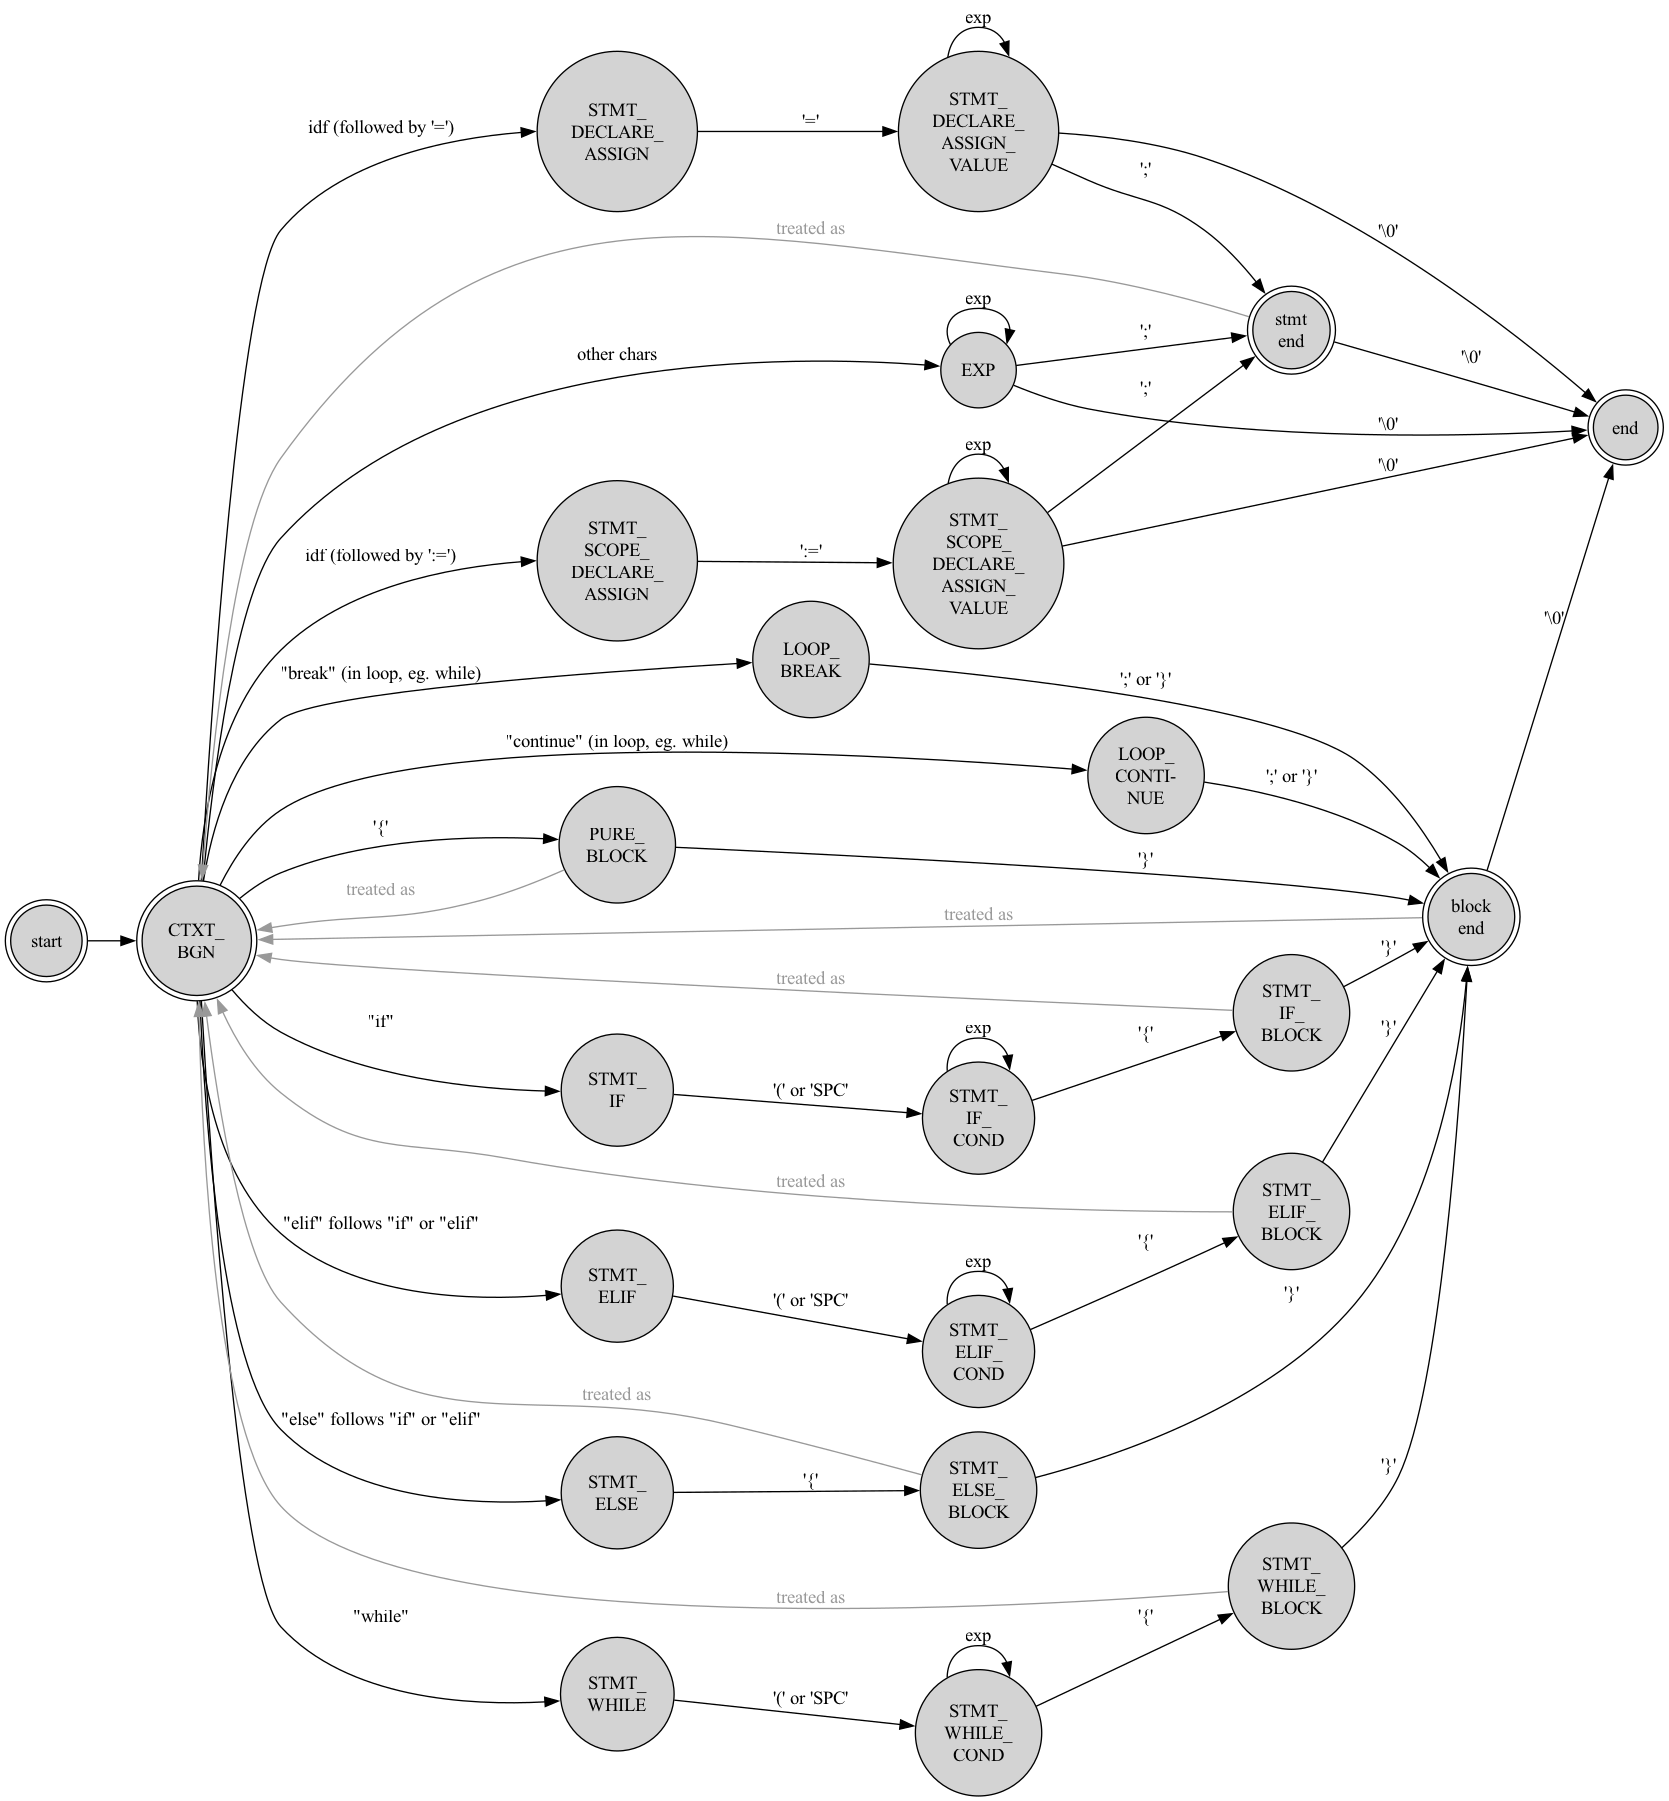 exp
STMT_
DECLARE_
ASSIGN_
VALUE
STMT_
DECLARE_
ASSIGN
idf (followed by '=')
'='
';'
treated as
'\0'
exp
stmt
end
other chars
EXP
';'
'\0'
';'
'\0'
end
exp
'\0'
STMT_
SCOPE_
DECLARE_
ASSIGN
idf (followed by ':=')
':='
STMT_
SCOPE_
DECLARE_
ASSIGN_
VALUE
'\0'
LOOP_
BREAK
"break" (in loop, eg. while)
';' or '}'
"continue" (in loop, eg. while)
LOOP_
CONTI-
NUE
';' or '}'
'{'
PURE_
BLOCK
'}'
treated as
treated as
block
end
start
CTXT_
BGN
'}'
treated as
STMT_
IF_
BLOCK
"if"
exp
'{'
'}'
STMT_
IF
'(' or 'SPC'
STMT_
IF_
COND
treated as
STMT_
ELIF_
BLOCK
"elif" follows "if" or "elif"
'{'
exp
STMT_
ELIF
'(' or 'SPC'
'}'
STMT_
ELIF_
COND
treated as
"else" follows "if" or "elif"
STMT_
ELSE
'{'
STMT_
ELSE_
BLOCK
'}'
treated as
STMT_
WHILE_
BLOCK
"while"
'{'
exp
STMT_
WHILE
'(' or 'SPC'
STMT_
WHILE_
COND